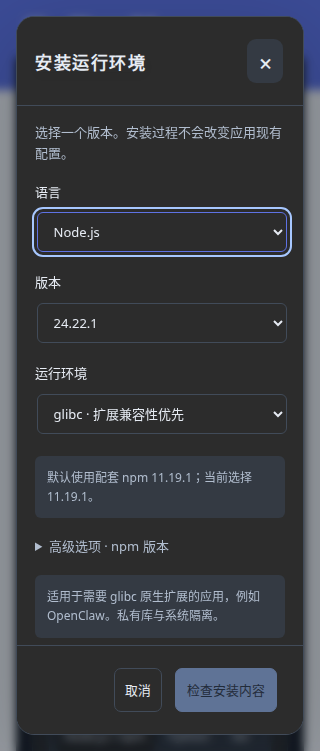 安装运行环境
×
选择一个版本。安装过程不会改变应用现有
配置。
语言
Node.js
版本
24.22.1
运行环境
glibc · 扩展兼容性优先
默认使用配套 npm 11.19.1；当前选择
11.19.1。
▶ 高级选项 · npm 版本
适用于需要 glibc 原生扩展的应用，例如
OpenClaw。私有库与系统隔离。
取消
检查安装内容